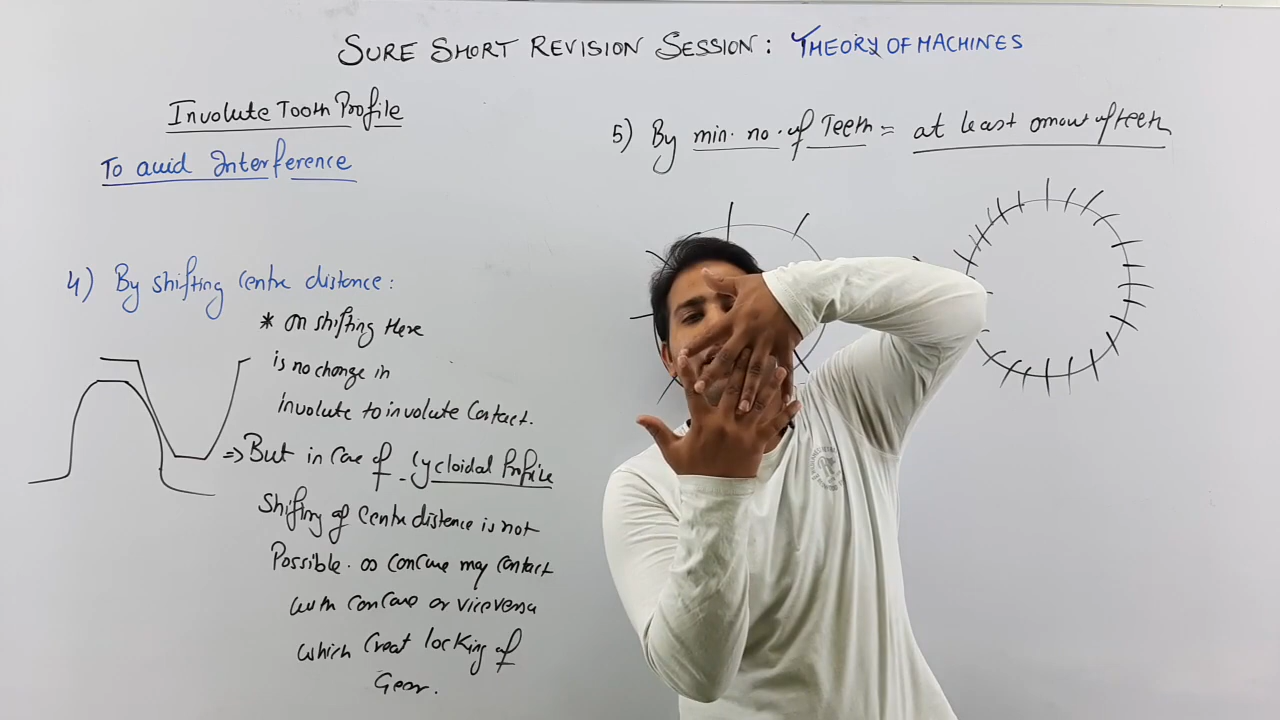 SURE SHORT REVISION SESSION: THEORY OF MACHINES
Involute Tooth Profile
To avoid Interference
4) By shifting centre distance:
* on shifting there
is no change in
involute to involute Contact.
=> But in case of Cycloidal Profile
Shifting of centre distance is not
Possible. as concave may contact
with concave or viceversa
which Creat locking of
Gear.
5) By min. no. of Teeth = at least amout of teeth